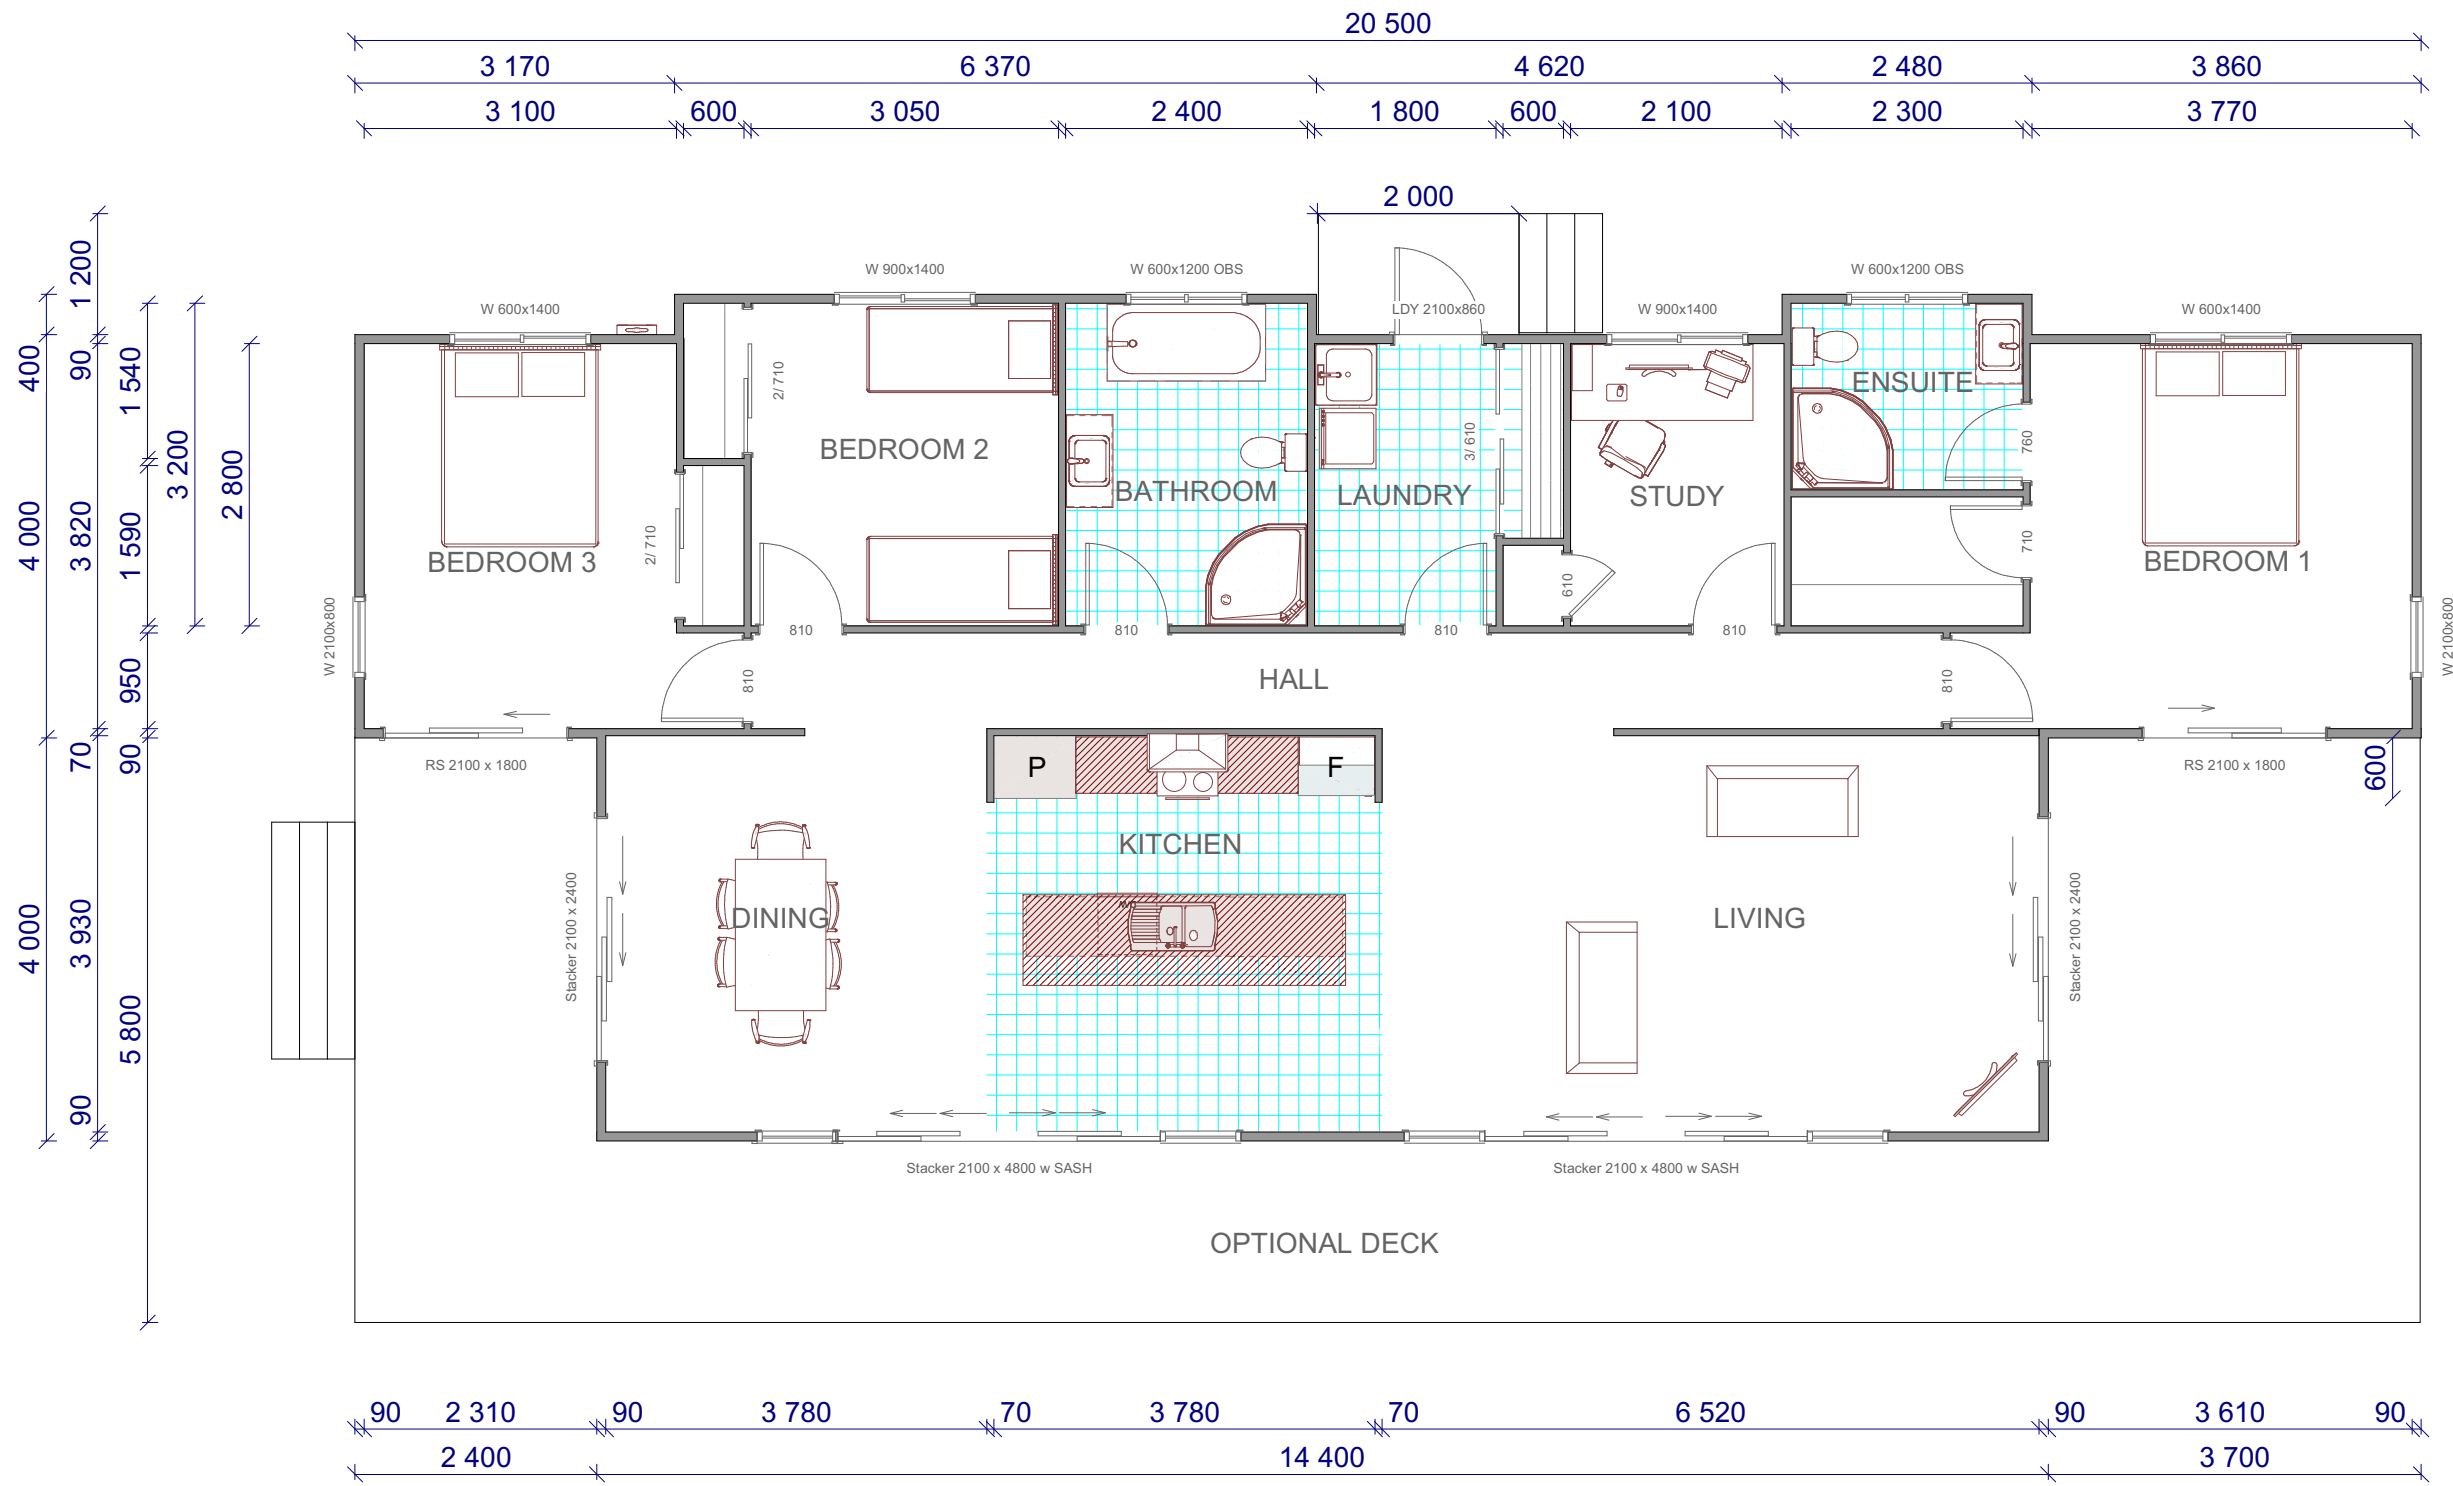 20 500
3 170 6 370 4 620 2 480 3 860
3 100 600 3 050 2 400 1 800 600 2 100 2 300 3 770
2 000
1 200
400
90
1 540
3 200
2 800
4 000
3 820
1 590
950
70
90
4 000
3 930
5 800
90
W 600x1400
W 900x1400
W 600x1200 OBS
LDY 2100x860
W 900x1400
W 600x1200 OBS
W 600x1400
2/ 710
3/ 610
ENSUITE
760
BEDROOM 2
BATHROOM
LAUNDRY
STUDY
2/ 710
710
BEDROOM 3
BEDROOM 1
610
W 2100x800
W 2100x800
810
810
810
810
810
HALL
810
RS 2100 x 1800
P
F
RS 2100 x 1800
600
KITCHEN
Stacker 2100 x 2400
DINING
DW
LIVING
Stacker 2100 x 2400
Stacker 2100 x 4800 w SASH
Stacker 2100 x 4800 w SASH
OPTIONAL DECK
90 2 310 90 3 780 70 3 780 70 6 520 90 3 610 90
2 400 14 400 3 700